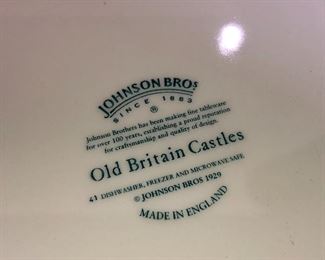 JOHNSON BROS
SINCE 1883
®
Johnson Brothers has been making fine tableware
for over 100 years, establishing a proud reputation
for craftsmanship and quality of design.
Old Britain Castles
41 DISHWASHER, FREEZER AND MICROWAVE SAFE
© JOHNSON BROS 1929
MADE IN ENGLAND